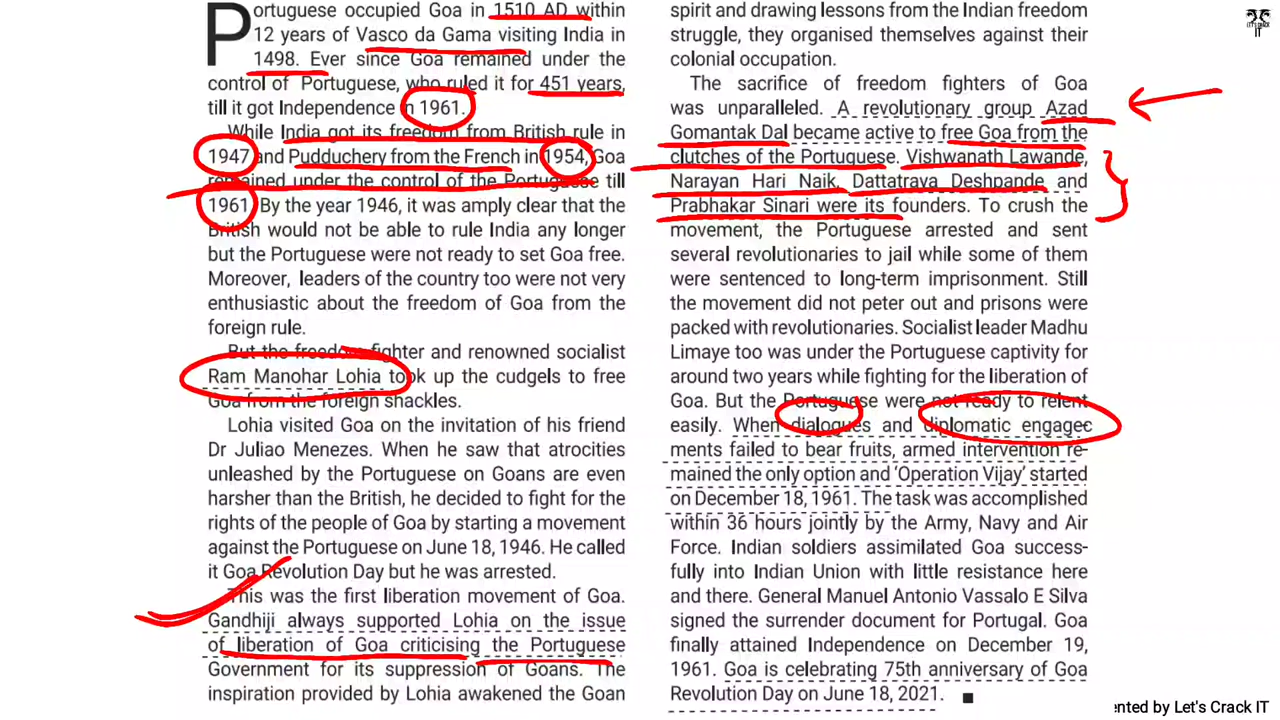 Portuguese occupied Goa in 1510 AD within
12 years of Vasco da Gama visiting India in
1498. Ever since Goa remained under the
control of Portuguese, who ruled it for 451 years,
till it got Independence in 1961.
While India got its freedom from British rule in
1947 and Pudduchery from the French in 1954, Goa
remained under the control of the Portuguese till
1961. By the year 1946, it was amply clear that the
British would not be able to rule India any longer
but the Portuguese were not ready to set Goa free.
Moreover, leaders of the country too were not very
enthusiastic about the freedom of Goa from the
foreign rule.
But the freedom fighter and renowned socialist
Ram Manohar Lohia took up the cudgels to free
Goa from the foreign shackles.
Lohia visited Goa on the invitation of his friend
Dr Juliao Menezes. When he saw that atrocities
unleashed by the Portuguese on Goans are even
harsher than the British, he decided to fight for the
rights of the people of Goa by starting a movement
against the Portuguese on June 18, 1946. He called
it Goa Revolution Day but he was arrested.
This was the first liberation movement of Goa.
Gandhiji always supported Lohia on the issue
of liberation of Goa criticising the Portuguese
Government for its suppression of Goans. The
inspiration provided by Lohia awakened the Goan
spirit and drawing lessons from the Indian freedom
struggle, they organised themselves against their
colonial occupation.
The sacrifice of freedom fighters of Goa
was unparalleled. A revolutionary group Azad
Gomantak Dal became active to free Goa from the
clutches of the Portuguese. Vishwanath Lawande,
Narayan Hari Naik, Dattatraya Deshpande and
Prabhakar Sinari were its founders. To crush the
movement, the Portuguese arrested and sent
several revolutionaries to jail while some of them
were sentenced to long-term imprisonment. Still
the movement did not peter out and prisons were
packed with revolutionaries. Socialist leader Madhu
Limaye too was under the Portuguese captivity for
around two years while fighting for the liberation of
Goa. But the Portuguese were not ready to relent
easily. When dialogues and diplomatic engage-
ments failed to bear fruits, armed intervention re-
mained the only option and 'Operation Vijay' started
on December 18, 1961. The task was accomplished
within 36 hours jointly by the Army, Navy and Air
Force. Indian soldiers assimilated Goa success-
fully into Indian Union with little resistance here
and there. General Manuel Antonio Vassalo E Silva
signed the surrender document for Portugal. Goa
finally attained Independence on December 19,
1961. Goa is celebrating 75th anniversary of Goa
Revolution Day on June 18, 2021.
LET'S CRACK
IT
ented by Let's Crack IT